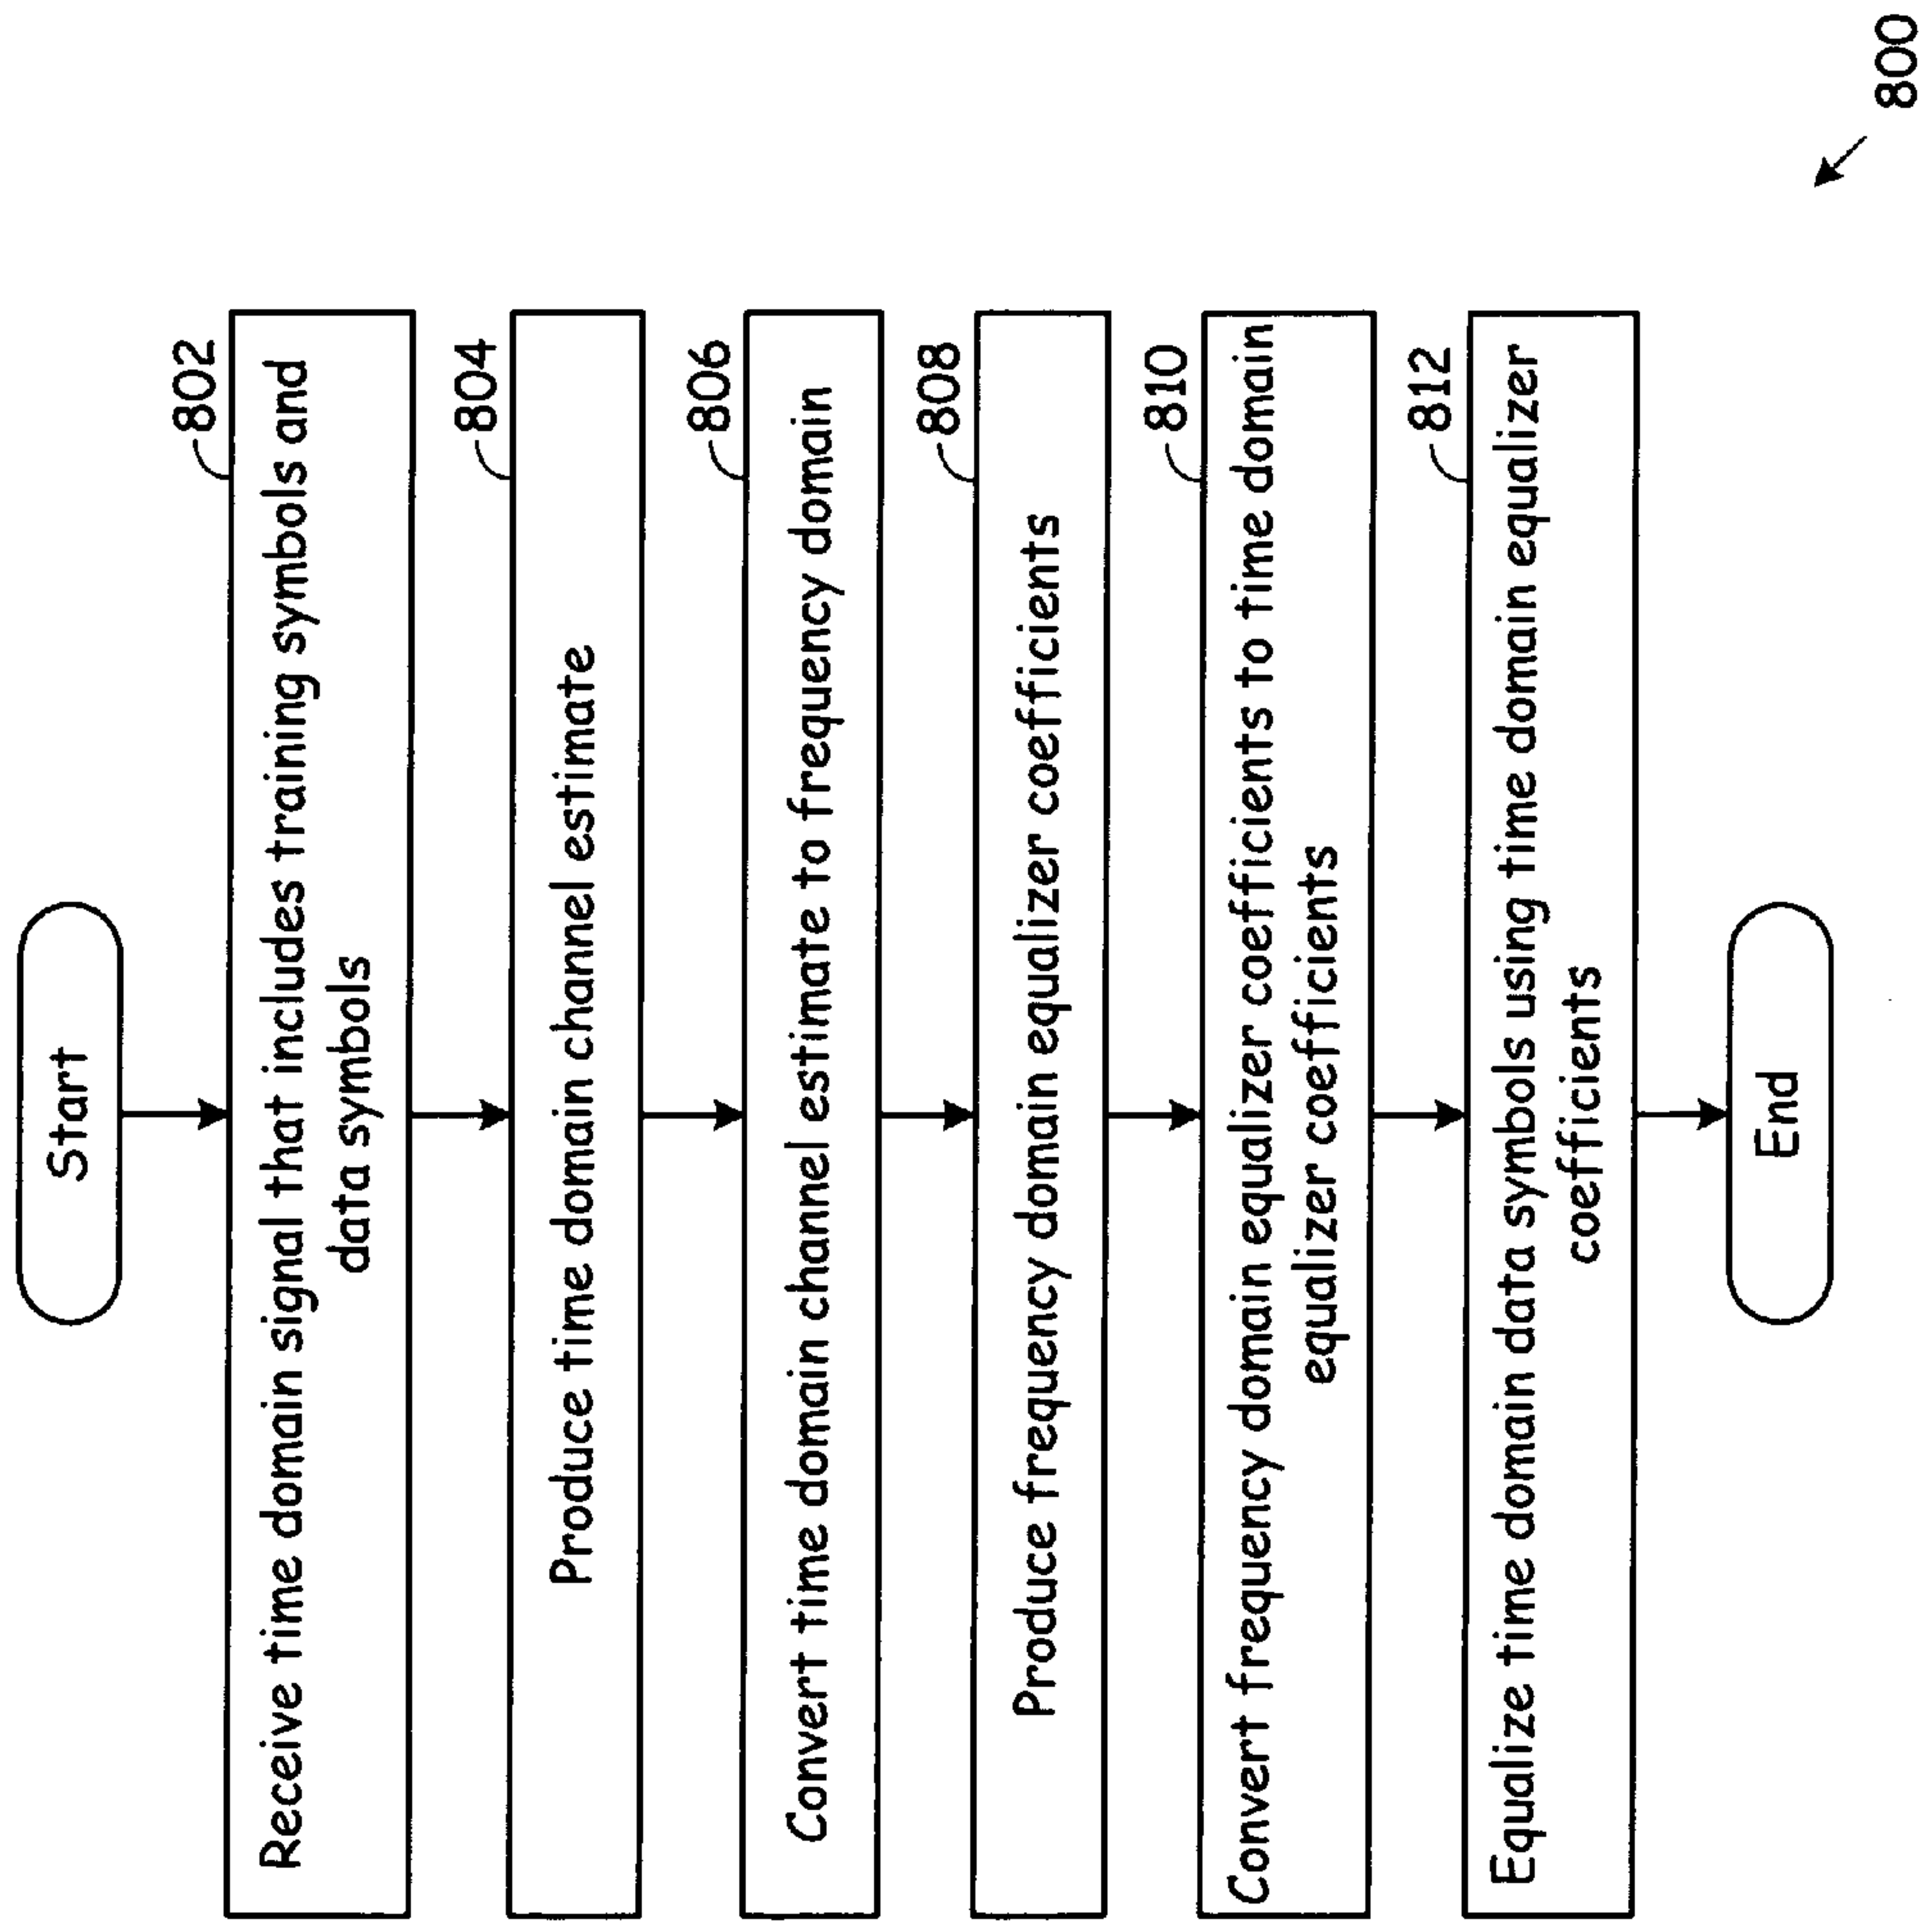 Start
802
Receive time domain signal that includes training symbols and
data symbols
804
Produce time domain channel estimate
806
Convert time domain channel estimate to frequency domain
808
Produce frequency domain equalizer coefficients
810
Convert frequency domain equalizer coefficients to time domain
equalizer coefficients
812
Equalize time domain data symbols using time domain equalizer
coefficients
End
800